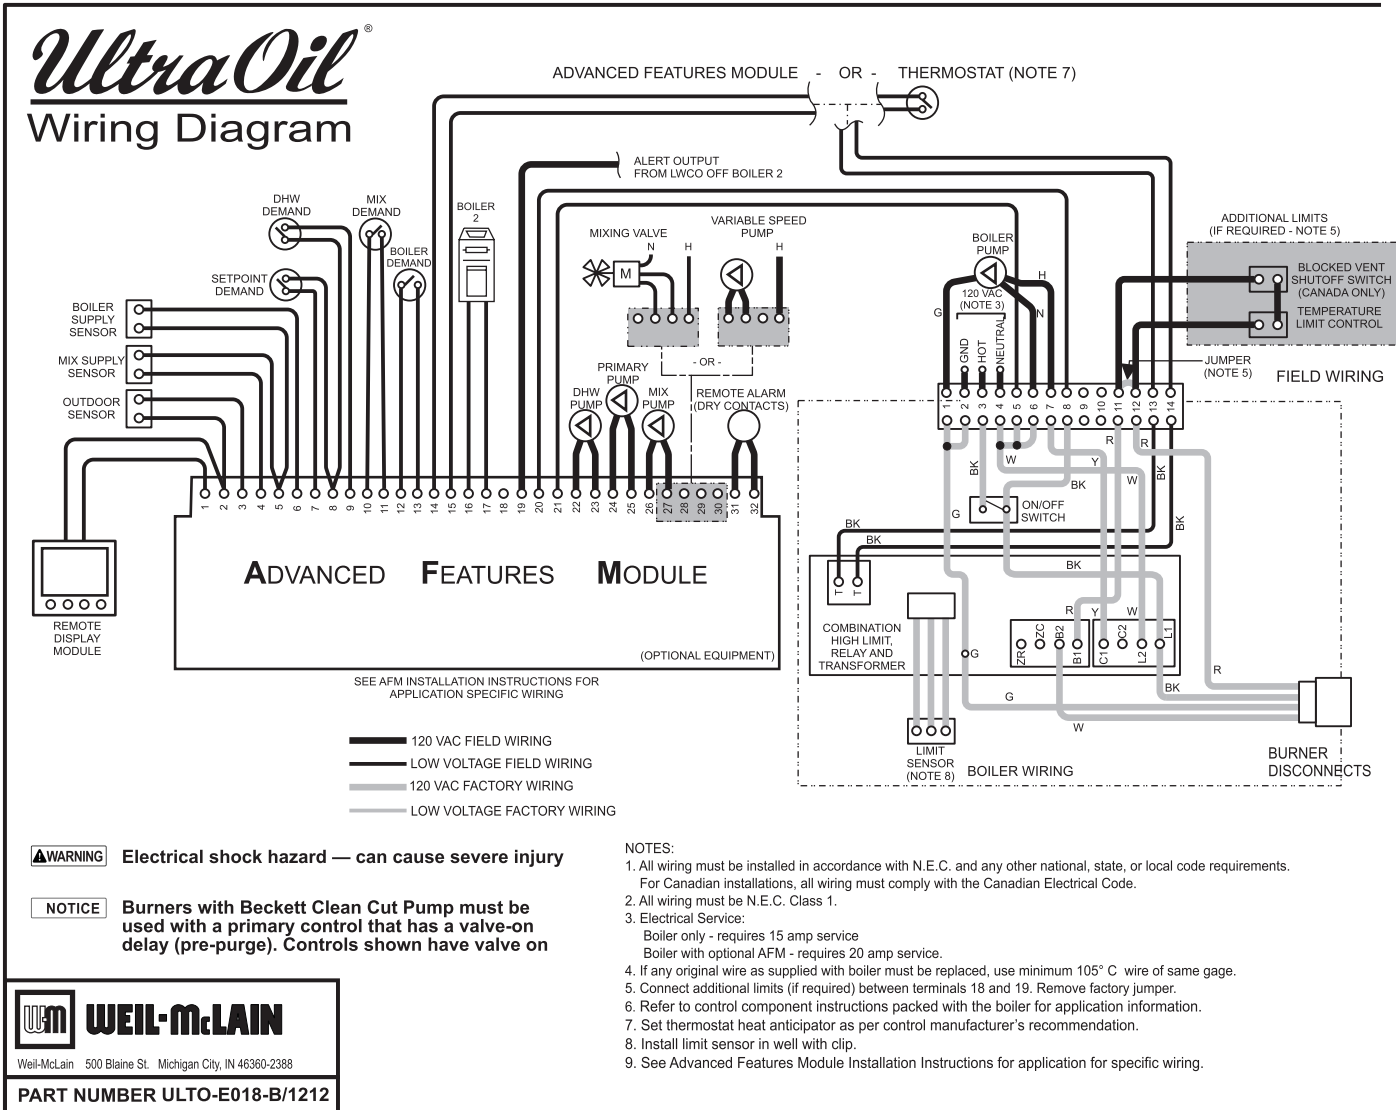 UltraOil ®
Wiring Diagram
ADVANCED FEATURES MODULE - OR - THERMOSTAT (NOTE 7)
ALERT OUTPUT
FROM LWCO OFF BOILER 2
DHW
DEMAND
MIX
DEMAND
BOILER
2
BOILER
DEMAND
SETPOINT
DEMAND
BOILER
SUPPLY
SENSOR
MIX SUPPLY
SENSOR
OUTDOOR
SENSOR
MIXING VALVE
N H
M
VARIABLE SPEED
PUMP
H
- OR -
PRIMARY
PUMP
DHW
PUMP
MIX
PUMP
REMOTE ALARM
(DRY CONTACTS)
BOILER
PUMP
120 VAC
(NOTE 3)
G
H
N
GND
HOT
NEUTRAL
ADDITIONAL LIMITS
(IF REQUIRED - NOTE 5)
BLOCKED VENT
SHUTOFF SWITCH
(CANADA ONLY)
TEMPERATURE
LIMIT CONTROL
JUMPER
(NOTE 5)
FIELD WIRING
1 2 3 4 5 6 7 8 9 10 11 12 13 14
R R
W Y
BK W BK
BK
G
ON/OFF
SWITCH
BK
BK
BK
BK
1 2 3 4 5 6 7 8 9 10 11 12 13 14 15 16 17 18 19 20 21 22 23 24 25 26 27 28 29 30 31 32
ADVANCED FEATURES MODULE
(OPTIONAL EQUIPMENT)
REMOTE
DISPLAY
MODULE
SEE AFM INSTALLATION INSTRUCTIONS FOR
APPLICATION SPECIFIC WIRING
T T
COMBINATION
HIGH LIMIT,
RELAY AND
TRANSFORMER
R Y W
ZR ZC B2 B1 C1 C2 L2 L1
G
R
BK
G
W
LIMIT
SENSOR
(NOTE 8)
BOILER WIRING
BURNER
DISCONNECTS
120 VAC FIELD WIRING
LOW VOLTAGE FIELD WIRING
120 VAC FACTORY WIRING
LOW VOLTAGE FACTORY WIRING
WARNING Electrical shock hazard — can cause severe injury
NOTICE Burners with Beckett Clean Cut Pump must be
used with a primary control that has a valve-on
delay (pre-purge). Controls shown have valve on
NOTES:
1. All wiring must be installed in accordance with N.E.C. and any other national, state, or local code requirements.
For Canadian installations, all wiring must comply with the Canadian Electrical Code.
2. All wiring must be N.E.C. Class 1.
3. Electrical Service:
Boiler only - requires 15 amp service
Boiler with optional AFM - requires 20 amp service.
4. If any original wire as supplied with boiler must be replaced, use minimum 105° C wire of same gage.
5. Connect additional limits (if required) between terminals 18 and 19. Remove factory jumper.
6. Refer to control component instructions packed with the boiler for application information.
7. Set thermostat heat anticipator as per control manufacturer's recommendation.
8. Install limit sensor in well with clip.
9. See Advanced Features Module Installation Instructions for application for specific wiring.
WM WEIL-McLAIN
Weil-McLain 500 Blaine St. Michigan City, IN 46360-2388
PART NUMBER ULTO-E018-B/1212